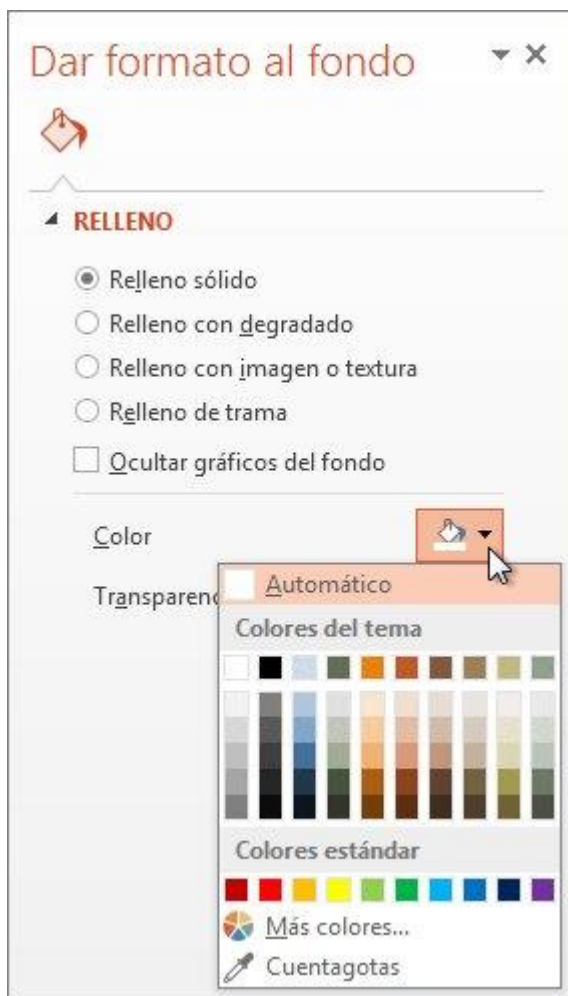 Dar formato al fondo
RELLENO
Relleno sólido
Relleno con degradado
Relleno con imagen o textura
Relleno de trama
Ocultar gráficos del fondo
Color
Automático
Colores del tema
Colores estándar
Más colores...
Cuentagotas